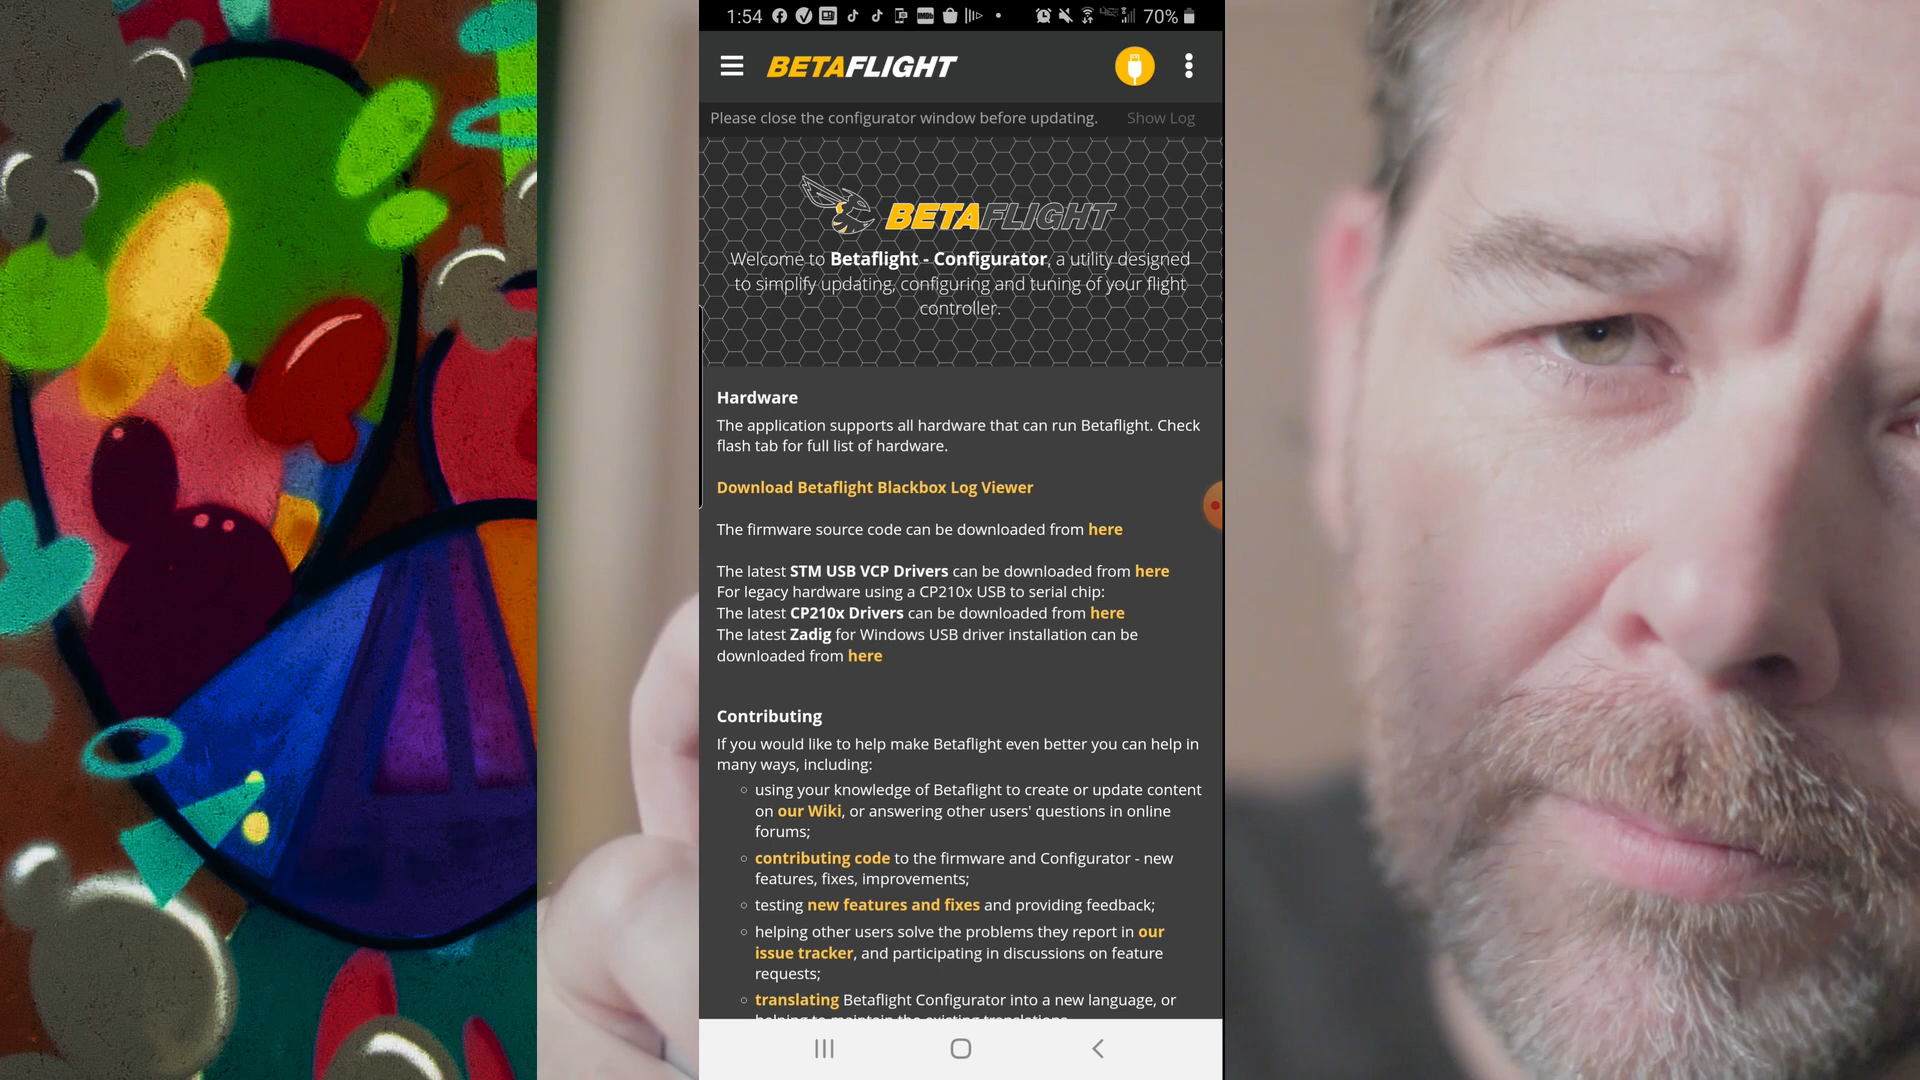 1:54 70%
BETAFLIGHT
Please close the configurator window before updating. Show Log
BETAFLIGHT
Welcome to Betaflight - Configurator, a utility designed
to simplify updating, configuring and tuning of your flight
controller.
Hardware
The application supports all hardware that can run Betaflight. Check
flash tab for full list of hardware.
Download Betaflight Blackbox Log Viewer
The firmware source code can be downloaded from here
The latest STM USB VCP Drivers can be downloaded from here
For legacy hardware using a CP210x USB to serial chip:
The latest CP210x Drivers can be downloaded from here
The latest Zadig for Windows USB driver installation can be
downloaded from here
Contributing
If you would like to help make Betaflight even better you can help in
many ways, including:
using your knowledge of Betaflight to create or update content
on our Wiki, or answering other users' questions in online
forums;
contributing code to the firmware and Configurator - new
features, fixes, improvements;
testing new features and fixes and providing feedback;
helping other users solve the problems they report in our
issue tracker, and participating in discussions on feature
requests;
translating Betaflight Configurator into a new language, or
helping to maintain the existing translations